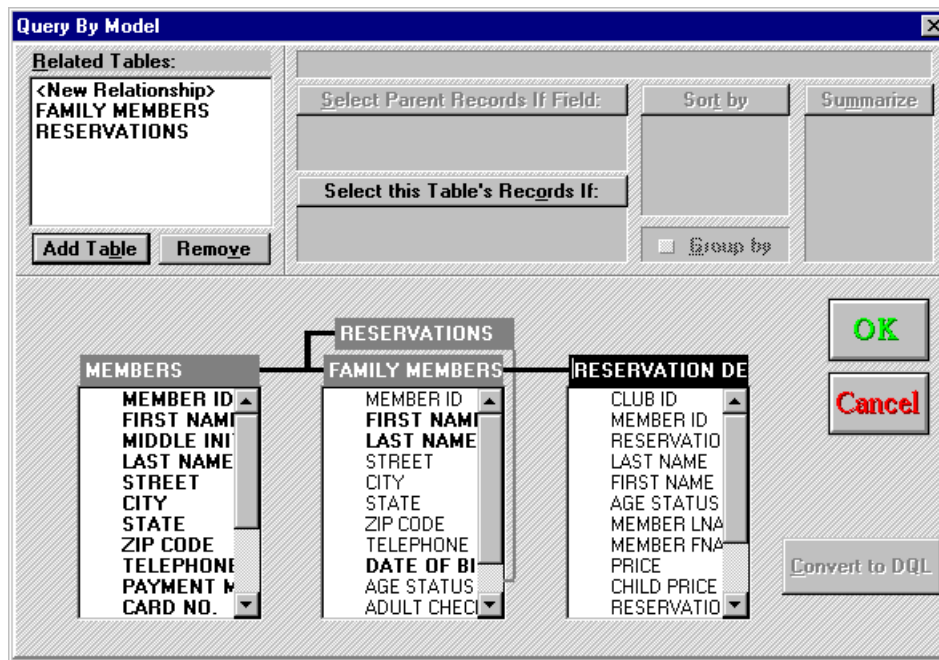 Query By Model
Related Tables:
<New Relationship>
FAMILY MEMBERS
RESERVATIONS
Add Table
Remove
Select Parent Records If Field:
Sort by
Summarize
Select this Table's Records If:
Group by
OK
Cancel
Convert to DQL
RESERVATIONS
MEMBERS
MEMBER ID
FIRST NAM
MIDDLE INI
LAST NAME
STREET
CITY
STATE
ZIP CODE
TELEPHONE
PAYMENT M
CARD NO.
FAMILY MEMBERS
MEMBER ID
FIRST NAM
LAST NAME
STREET
CITY
STATE
ZIP CODE
TELEPHONE
DATE OF BI
AGE STATUS
ADULT CHEC
RESERVATION DE
CLUB ID
MEMBER ID
RESERVATIO
LAST NAME
FIRST NAME
AGE STATUS
MEMBER LNA
MEMBER FNA
PRICE
CHILD PRICE
RESERVATIO